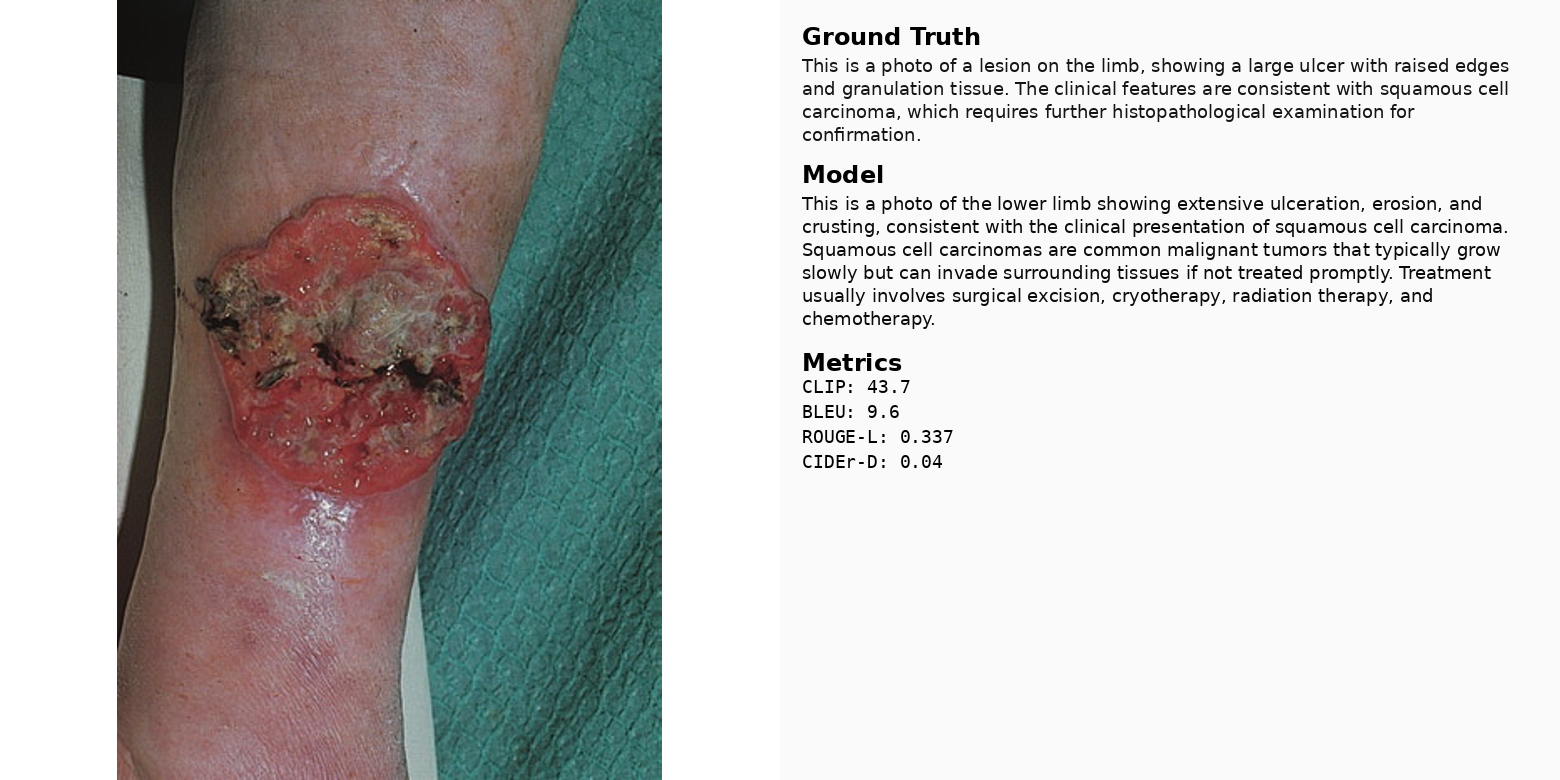 Ground Truth
This is a photo of a lesion on the limb, showing a large ulcer with raised edges
and granulation tissue. The clinical features are consistent with squamous cell
carcinoma, which requires further histopathological examination for
confirmation.
Model
This is a photo of the lower limb showing extensive ulceration, erosion, and
crusting, consistent with the clinical presentation of squamous cell carcinoma.
Squamous cell carcinomas are common malignant tumors that typically grow
slowly but can invade surrounding tissues if not treated promptly. Treatment
usually involves surgical excision, cryotherapy, radiation therapy, and
chemotherapy.
Metrics
CLIP: 43.7
BLEU: 9.6
ROUGE-L: 0.337
CIDEr-D: 0.04